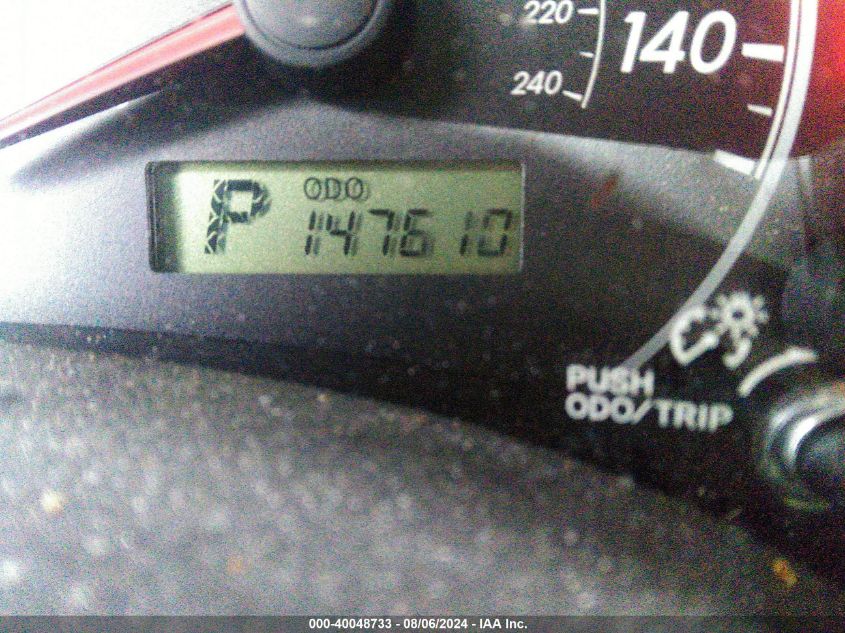 220
140
240
P ODO
147610
PUSH
ODO/TRIP
000-40048733 - 08/06/2024 - IAA Inc.